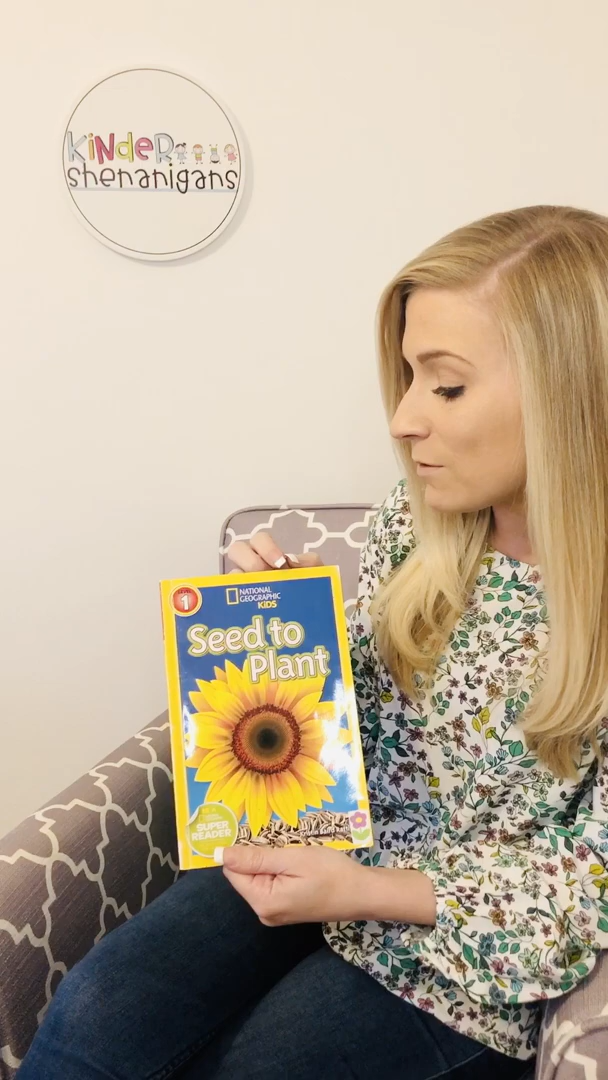 KiNdeR
shenanigans
1
NATIONAL
GEOGRAPHIC
KiDS
Seed to
Plant
SUPER
READER